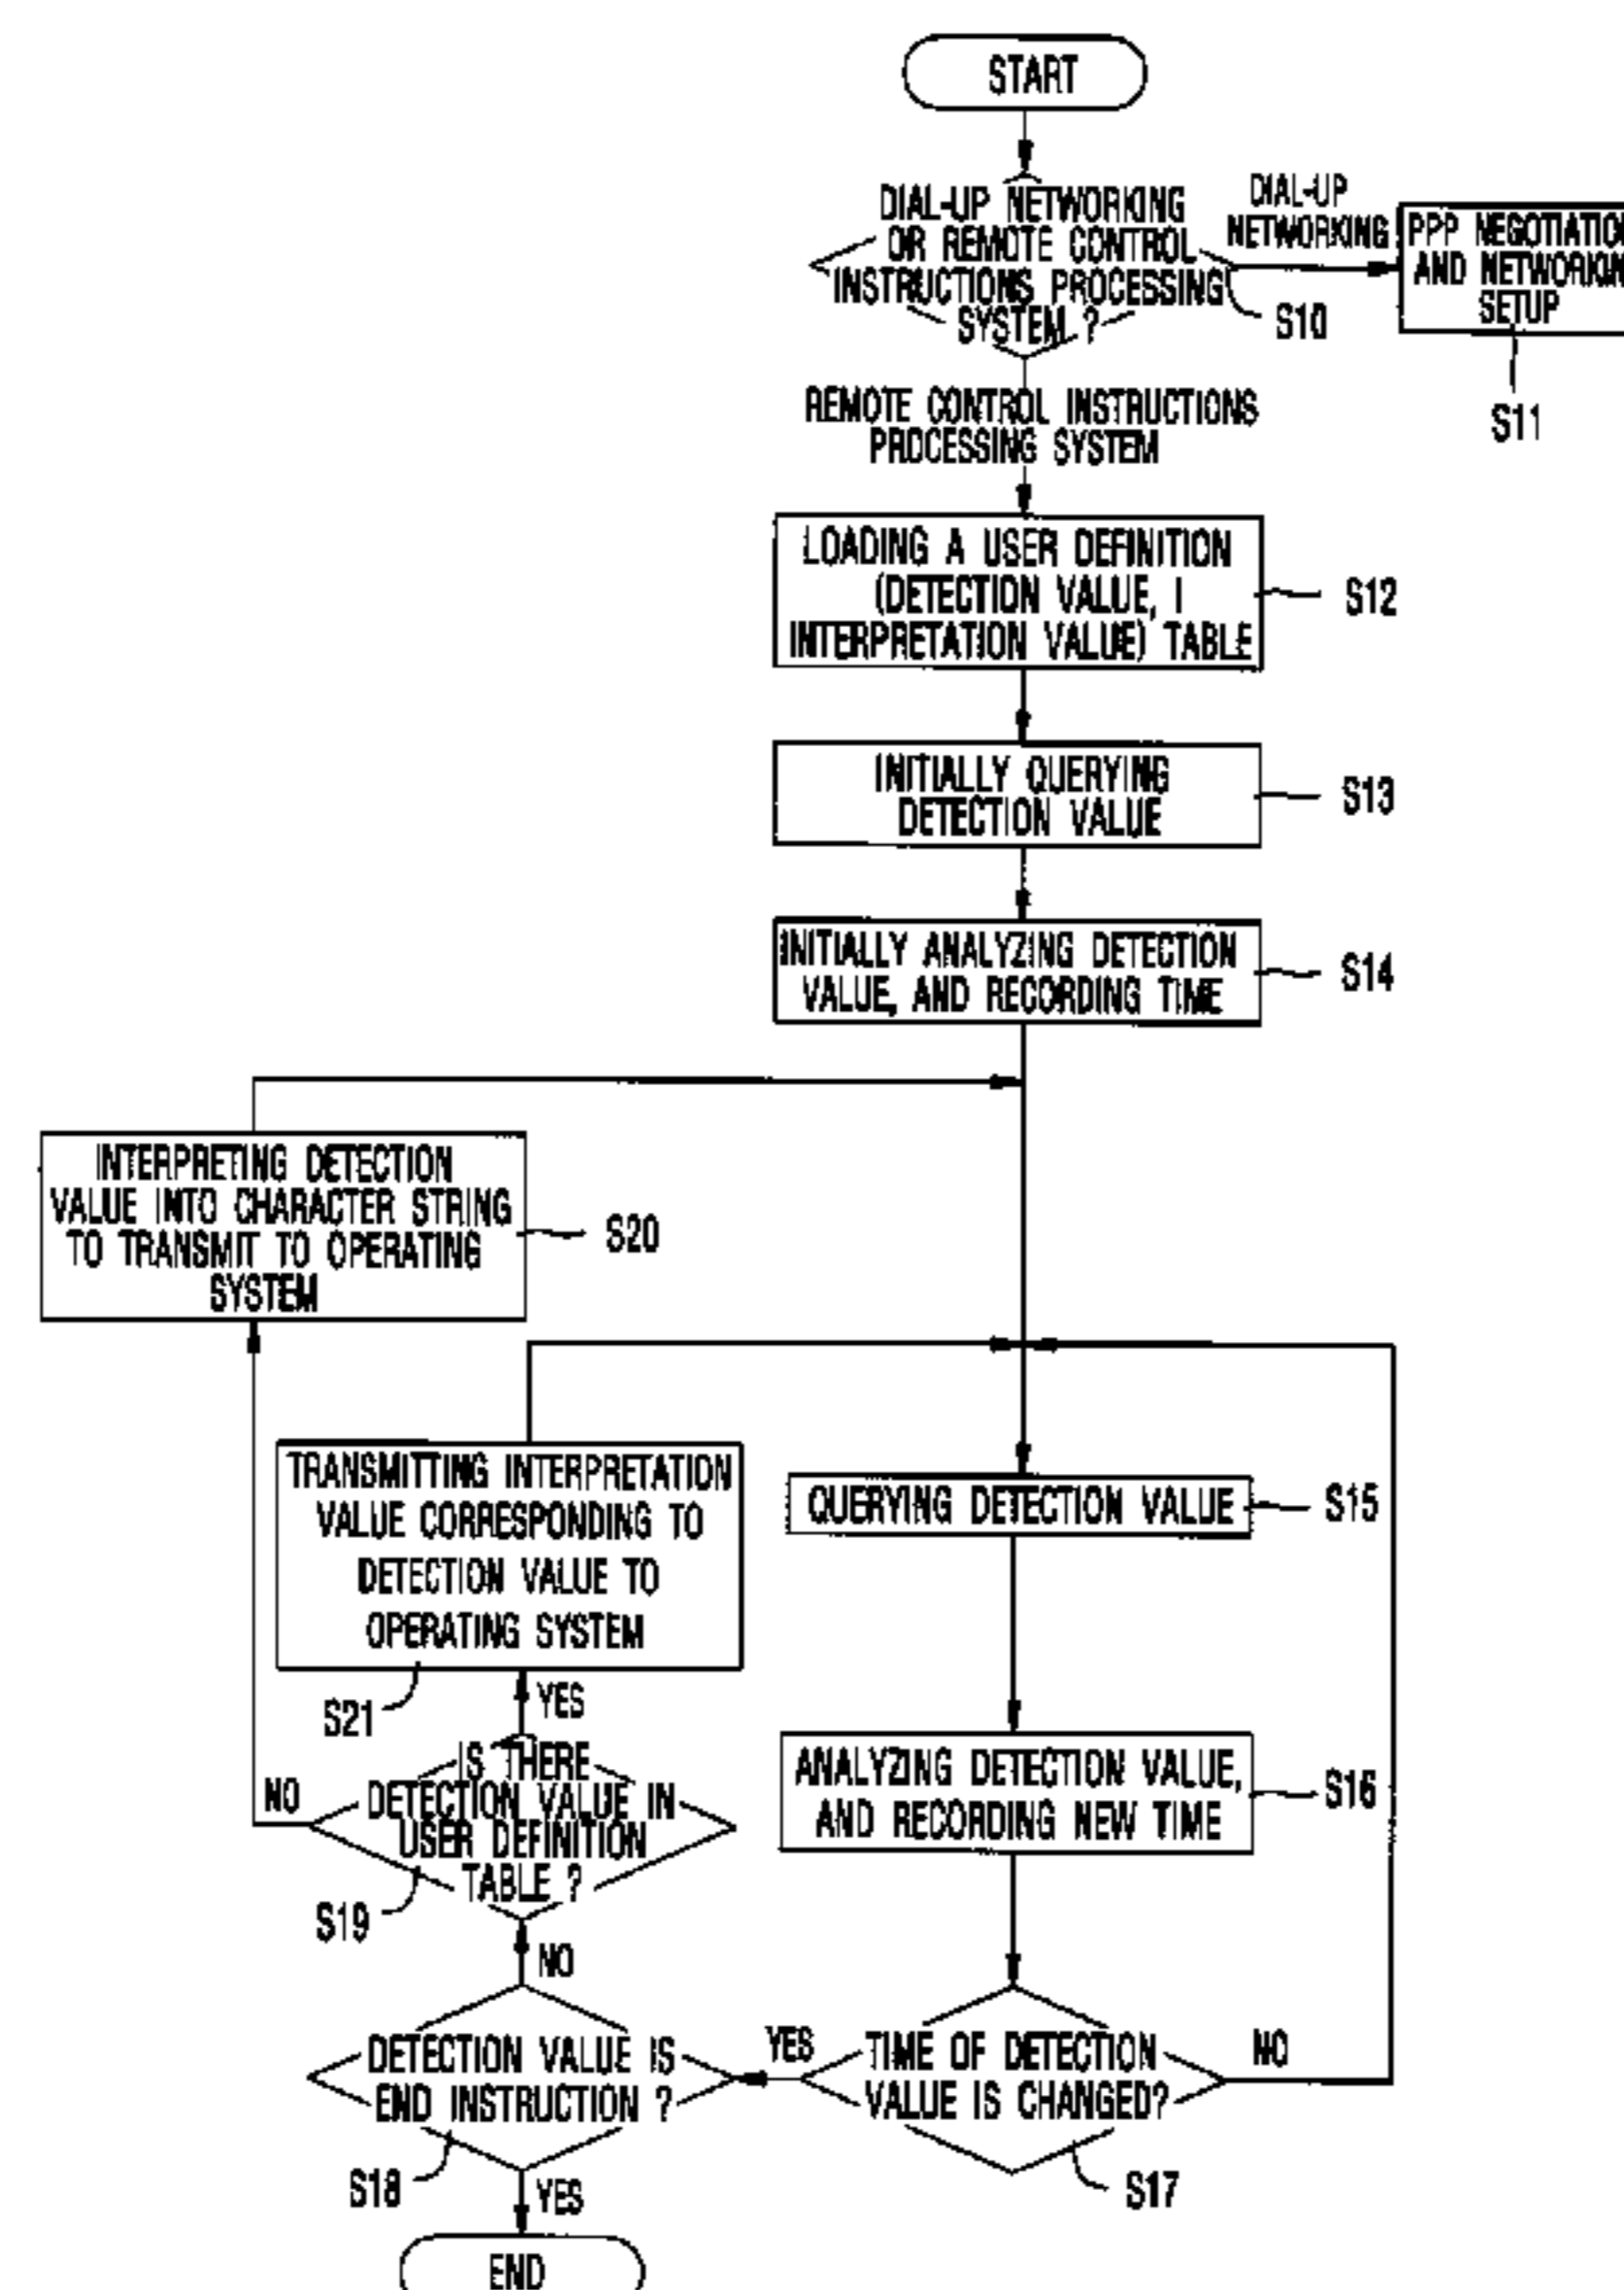 START
DIAL-UP NETWORKING
OR REMOTE CONTROL
INSTRUCTIONS PROCESSING
SYSTEM ?
S10
DIAL-UP
NETWORKING
PPP NEGOTIATION
AND NETWORKIN
SETUP
S11
REMOTE CONTROL INSTRUCTIONS
PROCESSING SYSTEM
LOADING A USER DEFINITION
(DETECTION VALUE, I
INTERPRETATION VALUE) TABLE
S12
INITIALLY QUERYING
DETECTION VALUE
S13
INITIALLY ANALYZING DETECTION
VALUE, AND RECORDING TIME
S14
INTERPRETING DETECTION
VALUE INTO CHARACTER STRING
TO TRANSMIT TO OPERATING
SYSTEM
S20
TRANSMITTING INTERPRETATION
VALUE CORRESPONDING TO
DETECTION VALUE TO
OPERATING SYSTEM
S21
YES
QUERYING DETECTION VALUE
S15
ANALYZING DETECTION VALUE,
AND RECORDING NEW TIME
S16
IS THERE
DETECTION VALUE IN
USER DEFINITION
TABLE ?
NO
S19
NO
DETECTION VALUE IS
END INSTRUCTION ?
S18
YES
TIME OF DETECTION
VALUE IS CHANGED?
NO
S17
YES
END